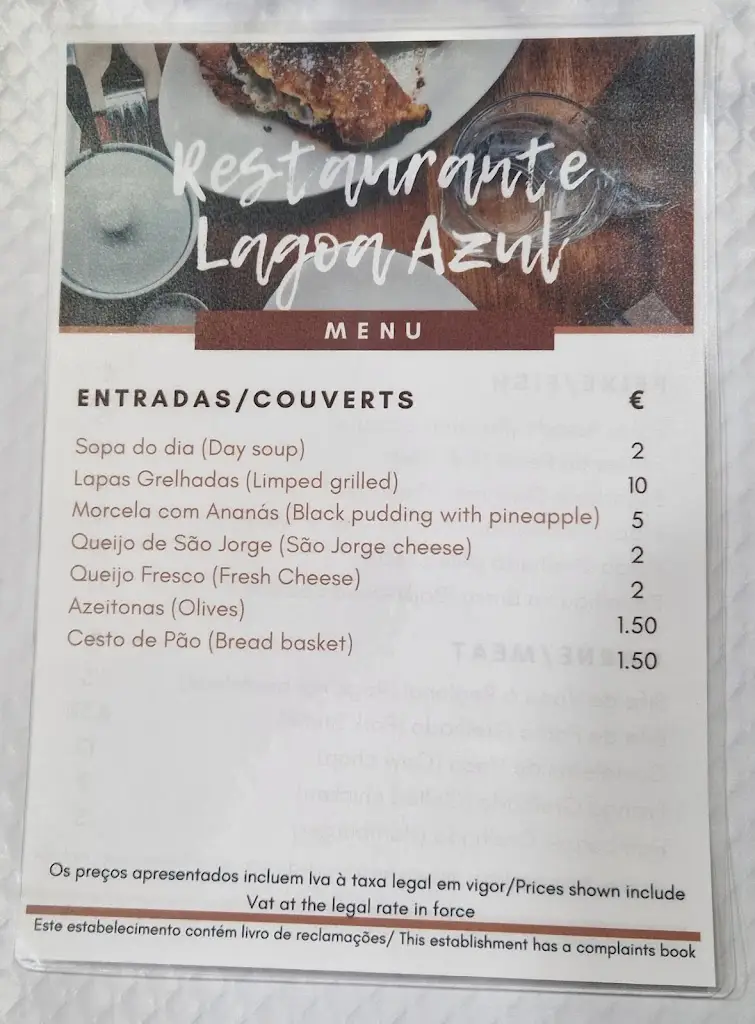 Restaurante
Lagoa Azul
MENU
ENTRADAS/COUVERTS €
Sopa do dia (Day soup) 2
Lapas Grelhadas (Limped grilled) 10
Morcela com Ananás (Black pudding with pineapple) 5
Queijo de São Jorge (São Jorge cheese) 2
Queijo Fresco (Fresh Cheese) 2
Azeitonas (Olives) 1.50
Cesto de Pão (Bread basket) 1.50
Os preços apresentados incluem Iva à taxa legal em vigor/Prices shown include
Vat at the legal rate in force
Este estabelecimento contém livro de reclamações/ This establishment has a complaints book